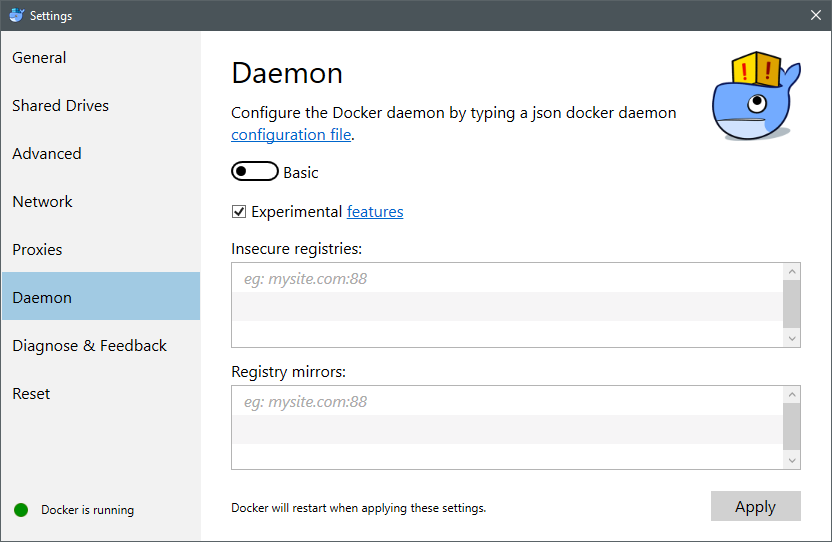 Settings
General
Shared Drives
Advanced
Network
Proxies
Daemon
Diagnose & Feedback
Reset
Docker is running
Daemon
Configure the Docker daemon by typing a json docker daemon
configuration file.
Basic
Experimental features
Insecure registries:
eg: mysite.com:88
Registry mirrors:
eg: mysite.com:88
Docker will restart when applying these settings.
Apply
! !